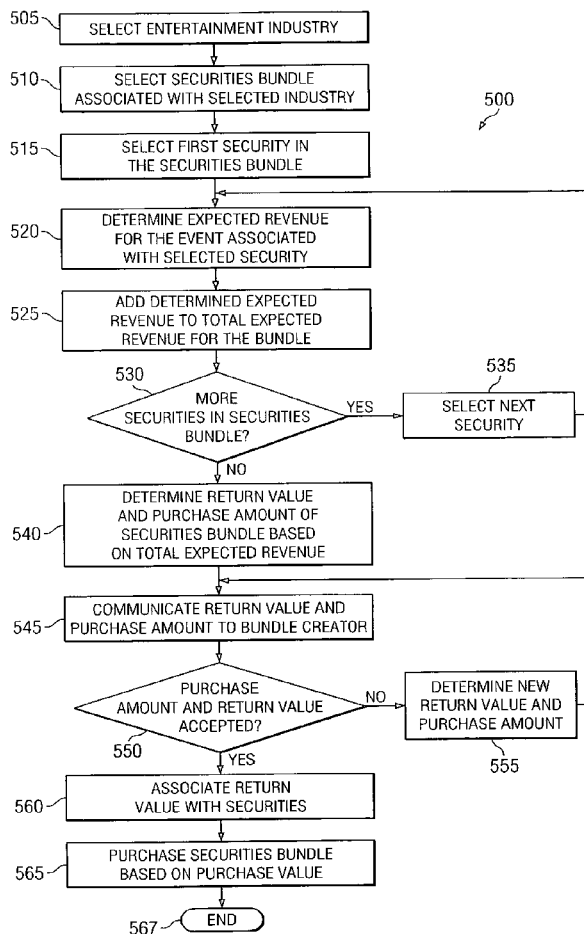 505
SELECT ENTERTAINMENT INDUSTRY
510
SELECT SECURITIES BUNDLE
ASSOCIATED WITH SELECTED INDUSTRY
500
515
SELECT FIRST SECURITY IN
THE SECURITIES BUNDLE
520
DETERMINE EXPECTED REVENUE
FOR THE EVENT ASSOCIATED
WITH SELECTED SECURITY
525
ADD DETERMINED EXPECTED
REVENUE TO TOTAL EXPECTED
REVENUE FOR THE BUNDLE
530
MORE
SECURITIES IN SECURITIES
BUNDLE?
YES
535
SELECT NEXT
SECURITY
NO
540
DETERMINE RETURN VALUE
AND PURCHASE AMOUNT OF
SECURITIES BUNDLE BASED
ON TOTAL EXPECTED REVENUE
545
COMMUNICATE RETURN VALUE AND
PURCHASE AMOUNT TO BUNDLE CREATOR
550
PURCHASE
AMOUNT AND RETURN VALUE
ACCEPTED?
NO
DETERMINE NEW
RETURN VALUE AND
PURCHASE AMOUNT
555
YES
560
ASSOCIATE RETURN
VALUE WITH SECURITIES
565
PURCHASE SECURITIES BUNDLE
BASED ON PURCHASE VALUE
567
END